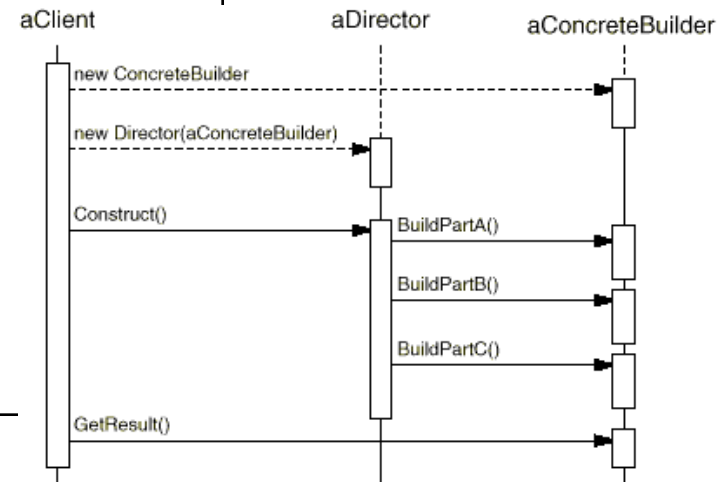 aClient
aDirector
aConcreteBuilder
new ConcreteBuilder
new Director(aConcreteBuilder)
Construct()
BuildPartA()
BuildPartB()
BuildPartC()
GetResult()